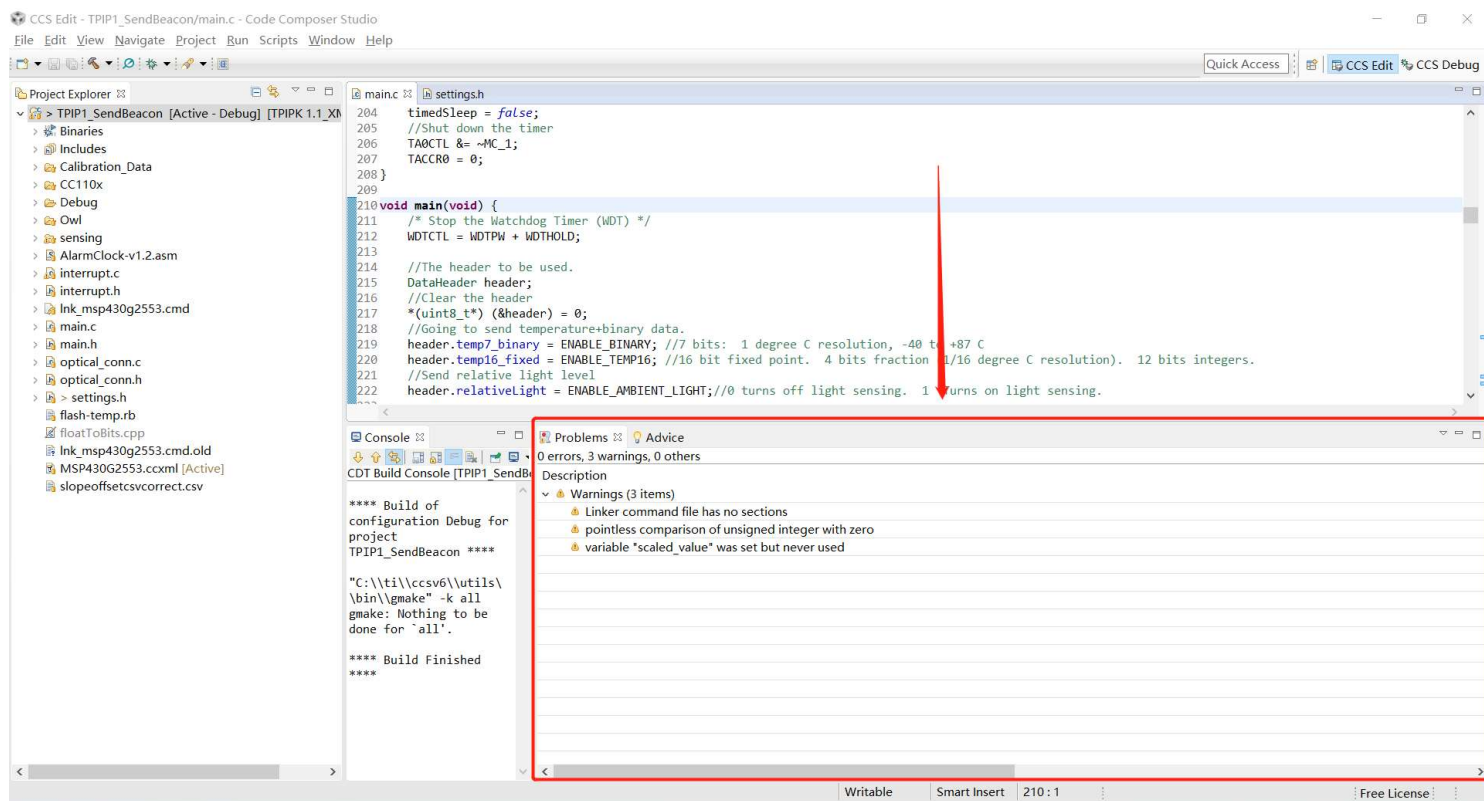 CCS Edit - TPIP1_SendBeacon/main.c - Code Composer Studio
File Edit View Navigate Project Run Scripts Window Help
Quick Access CCS Edit CCS Debug
Project Explorer
> TPIP1_SendBeacon [Active - Debug] [TPIPK 1.1_XN
Binaries
Includes
Calibration_Data
CC110x
Debug
Owl
sensing
AlarmClock-v1.2.asm
interrupt.c
interrupt.h
lnk_msp430g2553.cmd
main.c
main.h
optical_conn.c
optical_conn.h
> settings.h
flash-temp.rb
floatToBits.cpp
lnk_msp430g2553.cmd.old
MSP430G2553.ccxml [Active]
slopeoffsetcsvcorrect.csv
main.c settings.h
204 timedSleep = false;
205 //Shut down the timer
206 TA0CTL &= ~MC_1;
207 TACCR0 = 0;
208 }
209
210 void main(void) {
211 /* Stop the Watchdog Timer (WDT) */
212 WDTCTL = WDTPW + WDTHOLD;
213
214 //The header to be used.
215 DataHeader header;
216 //Clear the header
217 *(uint8_t*) (&header) = 0;
218 //Going to send temperature+binary data.
219 header.temp7_binary = ENABLE_BINARY; //7 bits: 1 degree C resolution, -40 to +87 C
220 header.temp16_fixed = ENABLE_TEMP16; //16 bit fixed point. 4 bits fraction (1/16 degree C resolution). 12 bits integers.
221 //Send relative light level
222 header.relativeLight = ENABLE_AMBIENT_LIGHT;//0 turns off light sensing. 1 turns on light sensing.
Console
CDT Build Console [TPIP1_SendBe
**** Build of
configuration Debug for
project
TPIP1_SendBeacon ****
"C:\\ti\\ccsv6\\utils\
\bin\\gmake" -k all
gmake: Nothing to be
done for `all'.
**** Build Finished
****
Problems Advice
0 errors, 3 warnings, 0 others
Description
Warnings (3 items)
Linker command file has no sections
pointless comparison of unsigned integer with zero
variable "scaled_value" was set but never used
Writable Smart Insert 210 : 1 Free License